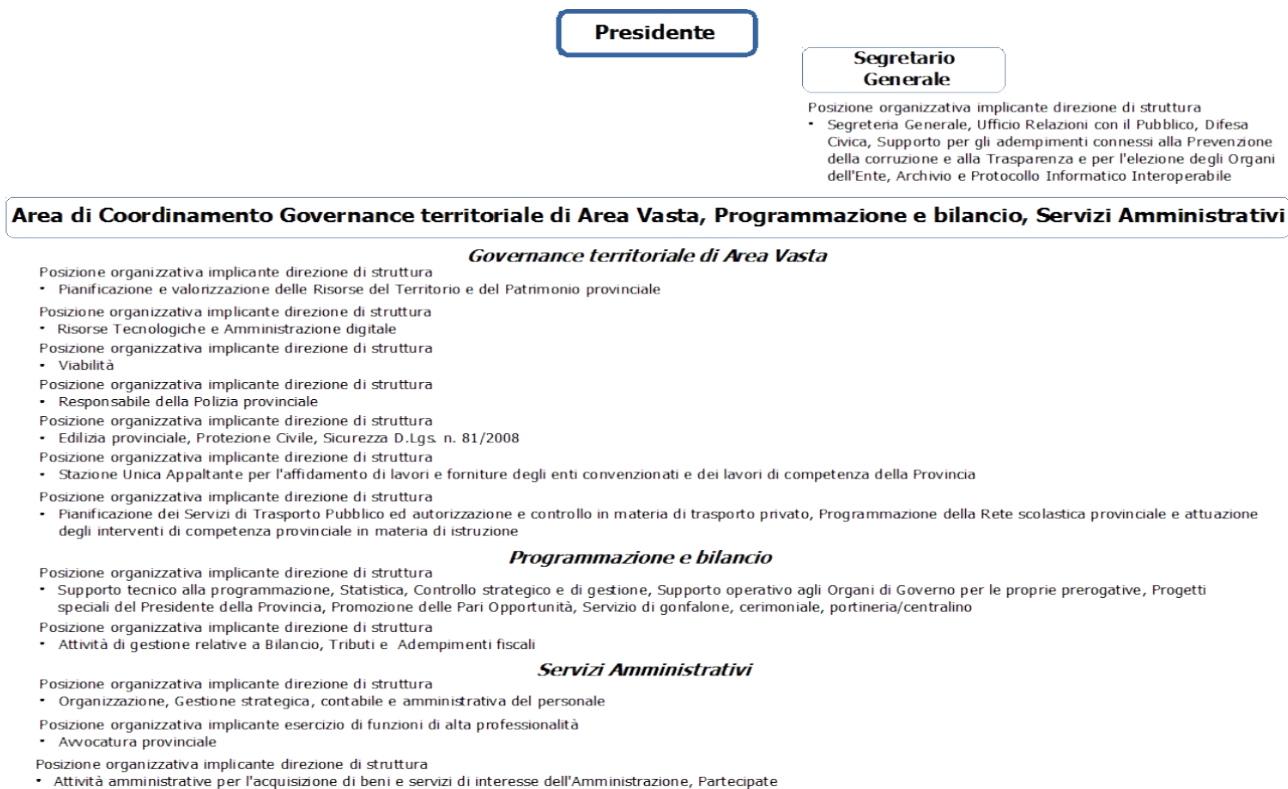 Presidente
Segretario
Generale
Posizione organizzativa implicante direzione di struttura
• Segreteria Generale, Ufficio Relazioni con il Pubblico, Difesa
Civica, Supporto per gli adempimenti connessi alla Prevenzione
della corruzione e alla Trasparenza e per l'elezione degli Organi
dell'Ente, Archivio e Protocollo Informatico Interoperabile
Area di Coordinamento Governance territoriale di Area Vasta, Programmazione e bilancio, Servizi Amministrativi
Governance territoriale di Area Vasta
Posizione organizzativa implicante direzione di struttura
• Pianificazione e valorizzazione delle Risorse del Territorio e del Patrimonio provinciale
Posizione organizzativa implicante direzione di struttura
• Risorse Tecnologiche e Amministrazione digitale
Posizione organizzativa implicante direzione di struttura
• Viabilità
Posizione organizzativa implicante direzione di struttura
• Responsabile della Polizia provinciale
Posizione organizzativa implicante direzione di struttura
• Edilizia provinciale, Protezione Civile, Sicurezza D.Lgs. n. 81/2008
Posizione organizzativa implicante direzione di struttura
• Stazione Unica Appaltante per l'affidamento di lavori e forniture degli enti convenzionati e dei lavori di competenza della Provincia
Posizione organizzativa implicante direzione di struttura
• Pianificazione dei Servizi di Trasporto Pubblico ed autorizzazione e controllo in materia di trasporto privato, Programmazione della Rete scolastica provinciale e attuazione
degli interventi di competenza provinciale in materia di istruzione
Programmazione e bilancio
Posizione organizzativa implicante direzione di struttura
• Supporto tecnico alla programmazione, Statistica, Controllo strategico e di gestione, Supporto operativo agli Organi di Governo per le proprie prerogative, Progetti
speciali del Presidente della Provincia, Promozione delle Pari Opportunità, Servizio di gonfalone, cerimoniale, portineria/centralino
Posizione organizzativa implicante direzione di struttura
• Attività di gestione relative a Bilancio, Tributi e Adempimenti fiscali
Servizi Amministrativi
Posizione organizzativa implicante direzione di struttura
• Organizzazione, Gestione strategica, contabile e amministrativa del personale
Posizione organizzativa implicante esercizio di funzioni di alta professionalità
• Avvocatura provinciale
Posizione organizzativa implicante direzione di struttura
• Attività amministrative per l'acquisizione di beni e servizi di interesse dell'Amministrazione, Partecipate